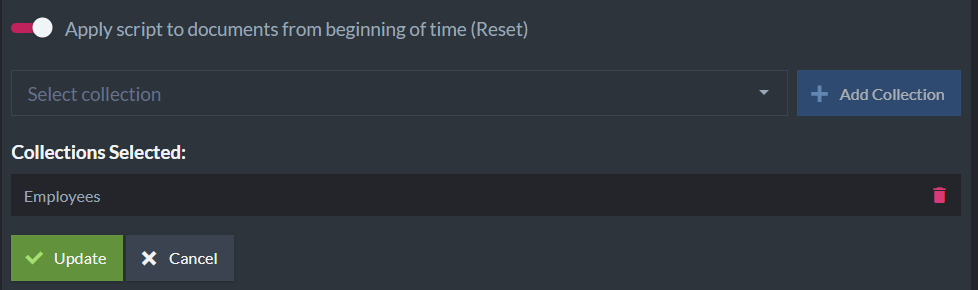 Apply script to documents from beginning of time (Reset)
Select collection
Add Collection
Collections Selected:
Employees
Update Cancel